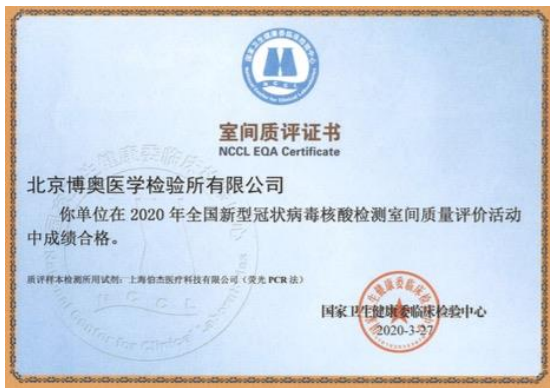 室间质评证书
NCCL EQA Certificate
北京博奥医学检验所有限公司
你单位在 2020 年全国新型冠状病毒核酸检测室间质量评价活动
中成绩合格。
质评样本检测所用试剂：上海伯杰医疗科技有限公司（荧光 PCR 法）
国家卫生健康委临床检验中心
2020-3-27